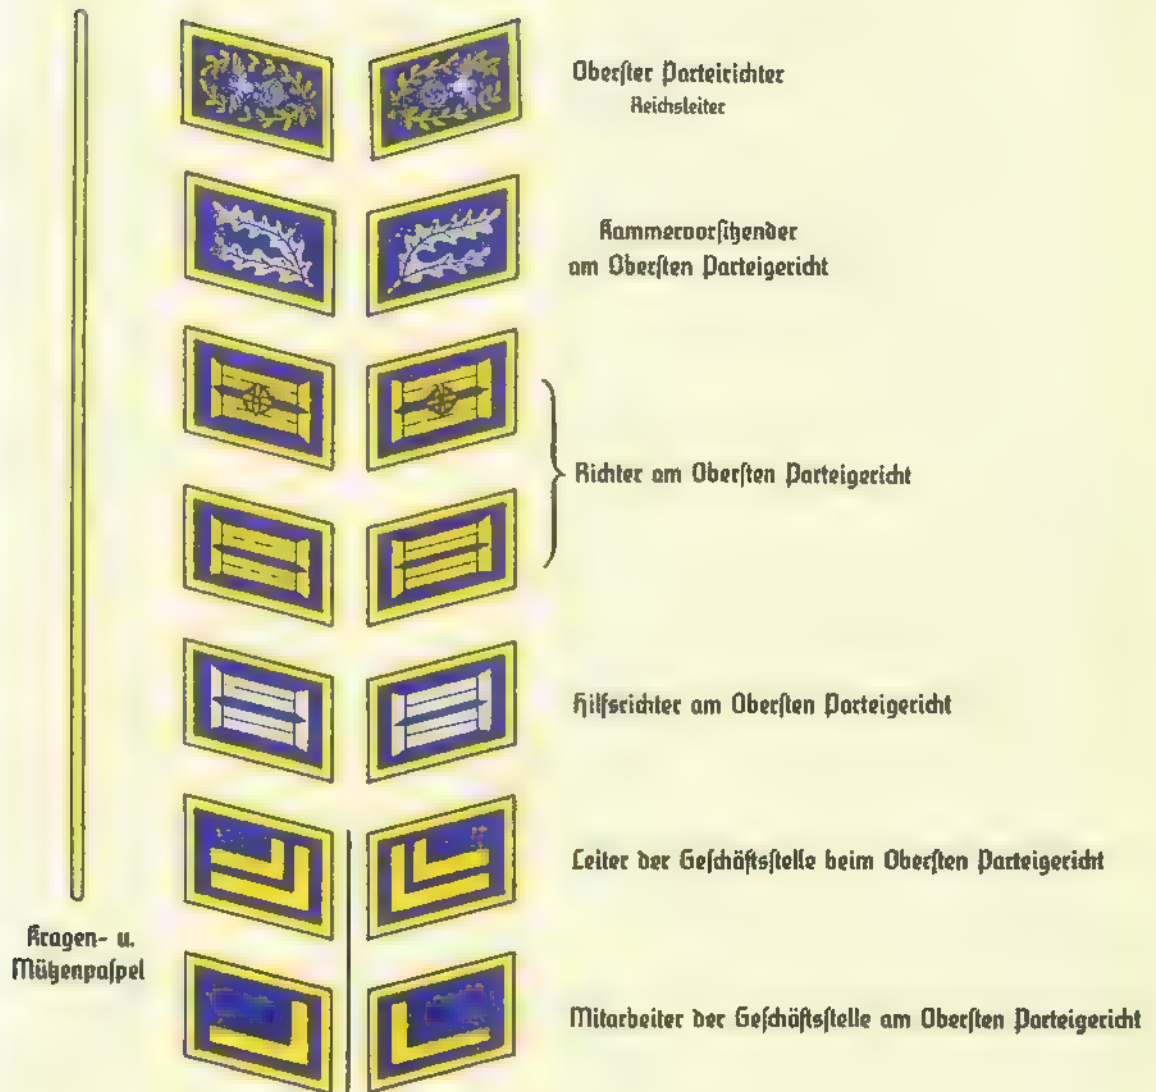 Oberſter Parteirichter
Reichsleiter
Kammervorſitzender
am Oberſten Parteigericht
Richter am Oberſten Parteigericht
Hilfsrichter am Oberſten Parteigericht
Leiter der Geſchäftsſtelle beim Oberſten Parteigericht
Kragen- u.
Mützenpaſpel
Mitarbeiter der Geſchäftsſtelle am Oberſten Parteigericht